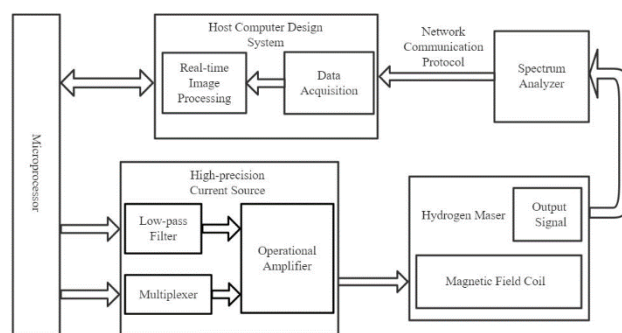 Host Computer Design
System
Real-time
Image
Processing
Data
Acquisition
Network
Communication
Protocol
Spectrum
Analyzer
Microprocessor
High-precision
Current Source
Low-pass
Filter
Multiplexer
Operational
Amplifier
Hydrogen Maser
Output
Signal
Magnetic Field Coil